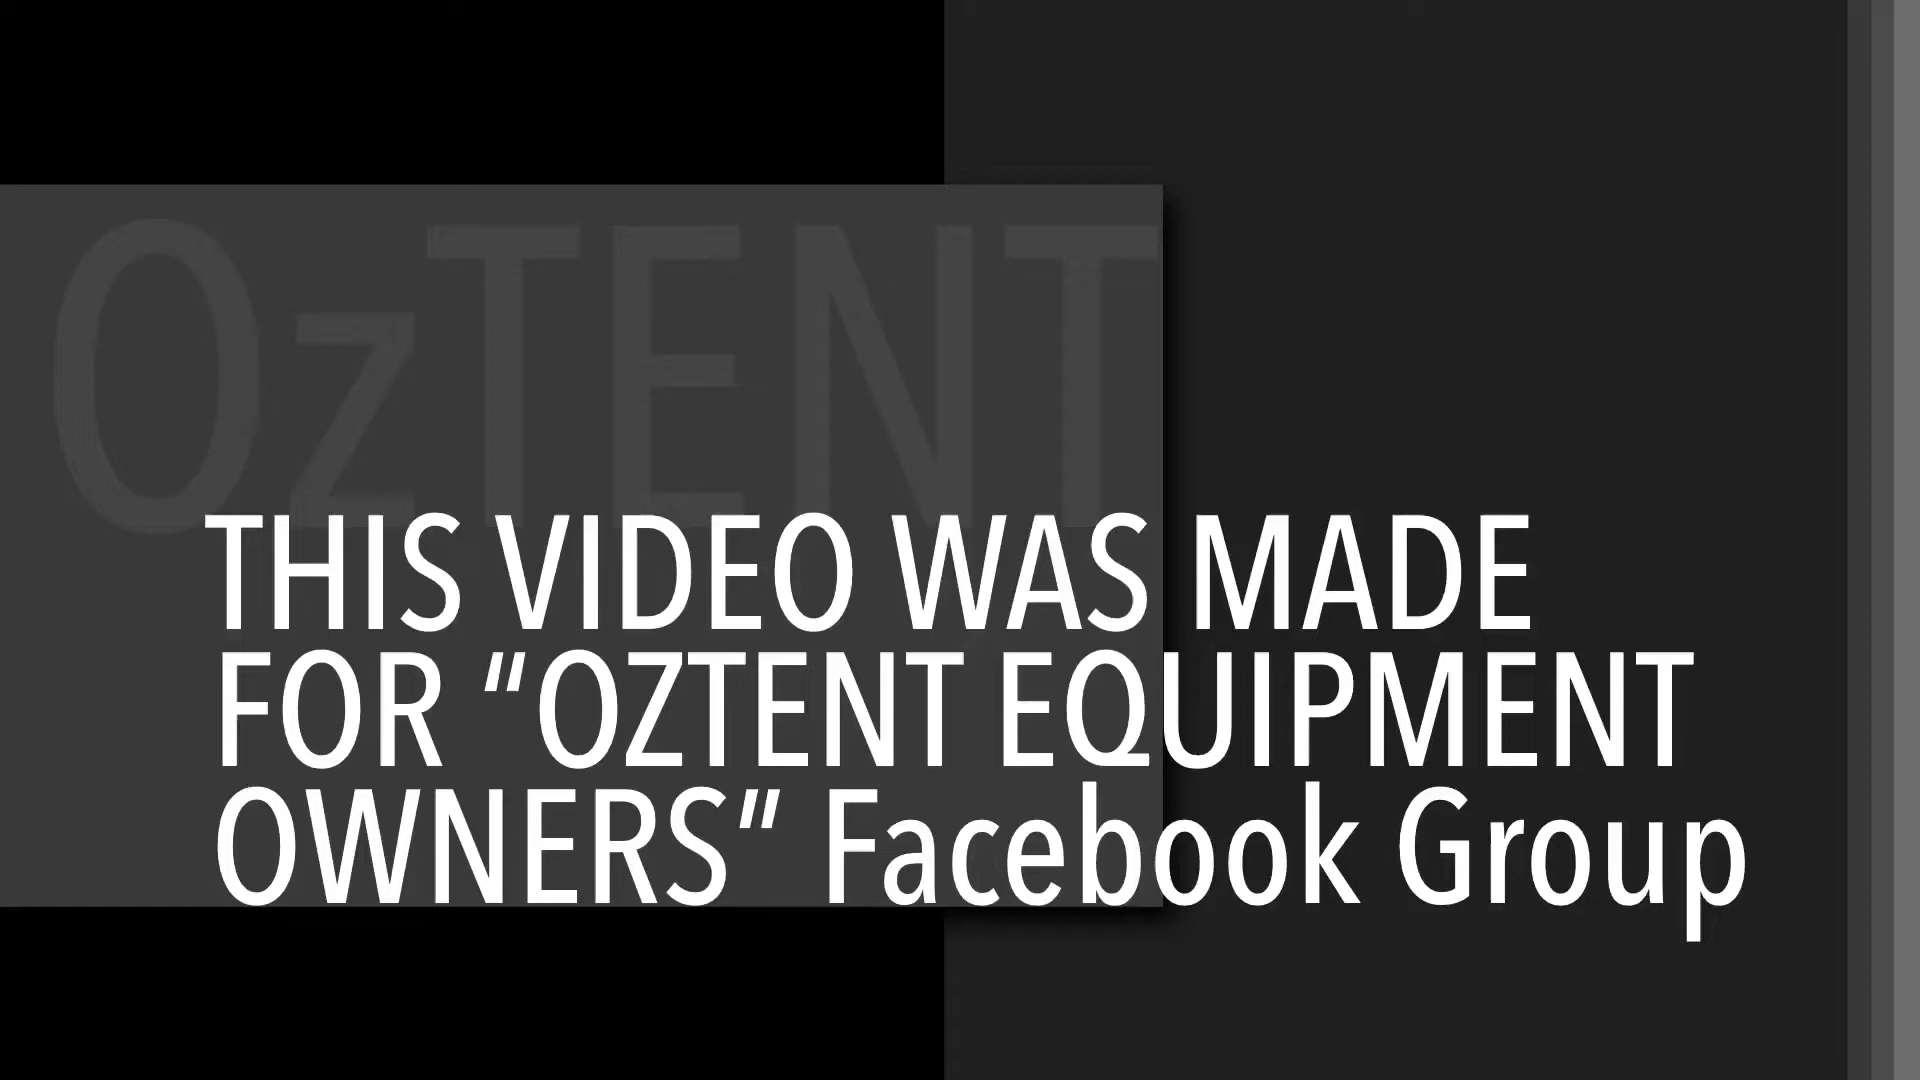 OzTENT
THIS VIDEO WAS MADE
FOR “OZTENT EQUIPMENT
OWNERS” Facebook Group